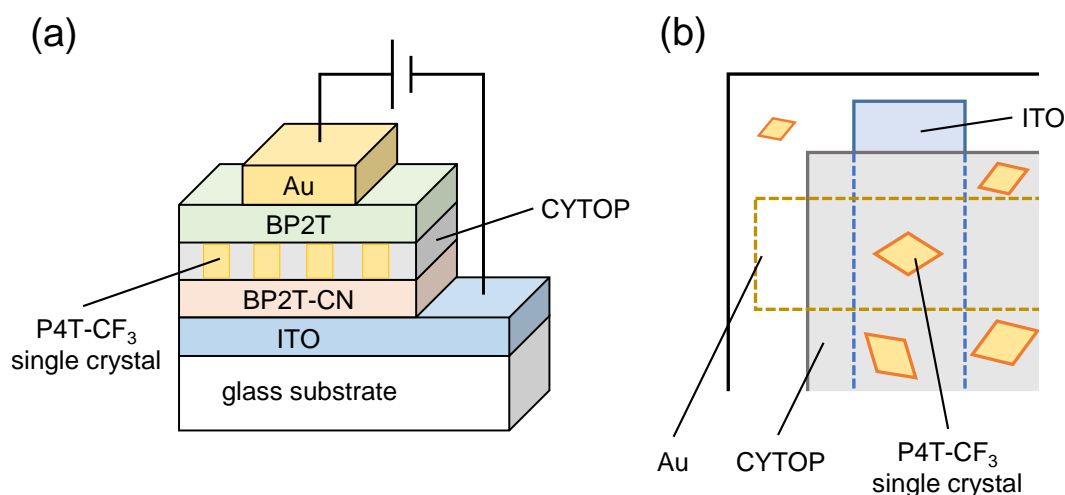 (a)
Au
BP2T
CYTOP
BP2T-CN
P4T-CF₃
single crystal
ITO
glass substrate
(b)
ITO
Au
CYTOP
P4T-CF₃
single crystal